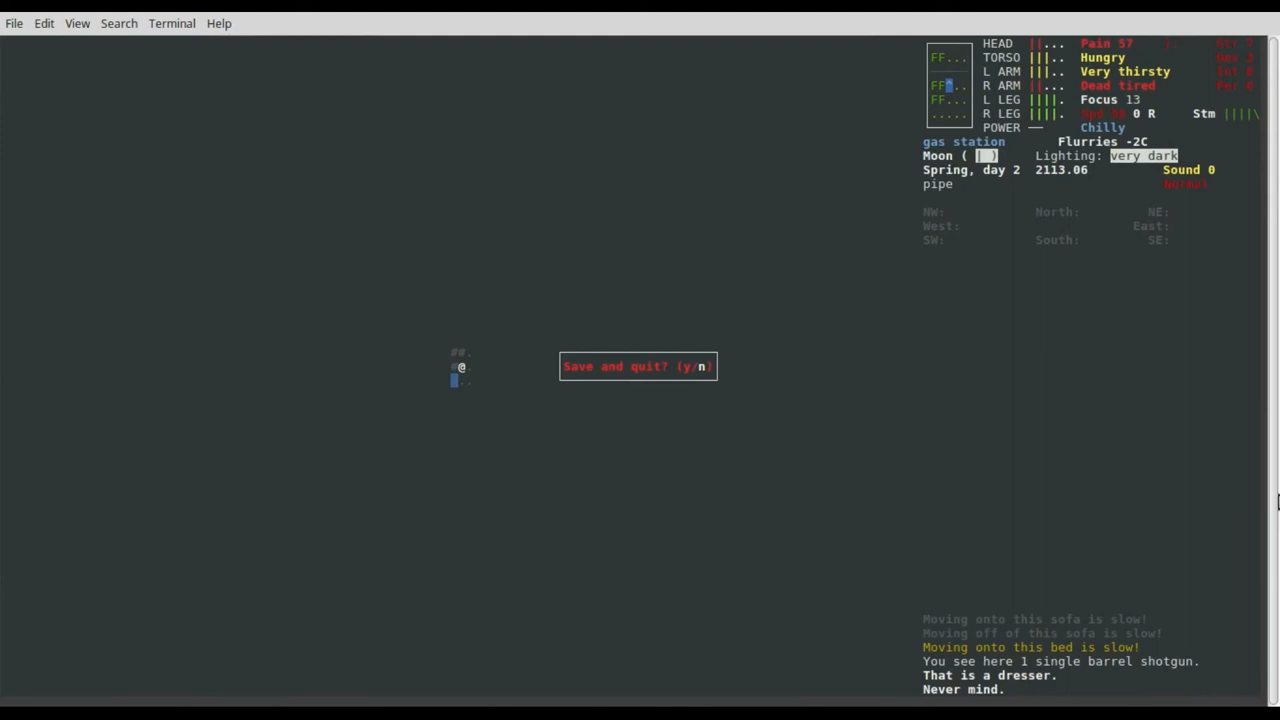 File Edit View Search Terminal Help
HEAD ||... Pain 57
FF... TORSO |||.. Hungry
L ARM |||.. Very thirsty
FF^.. R ARM ||... Dead tired
FF... L LEG ||||. Focus 13
..... R LEG ||||. 0 R Stm ||||\
POWER — Chilly
gas station Flurries -2C
Moon ( | ) Lighting: very dark
Spring, day 2 2113.06 Sound 0
pipe Normal
NW: North: NE:
West: East:
SW: South: SE:
##.
#@.
..
Save and quit? (y/n)
Moving onto this sofa is slow!
Moving off of this sofa is slow!
Moving onto this bed is slow!
You see here 1 single barrel shotgun.
That is a dresser.
Never mind.